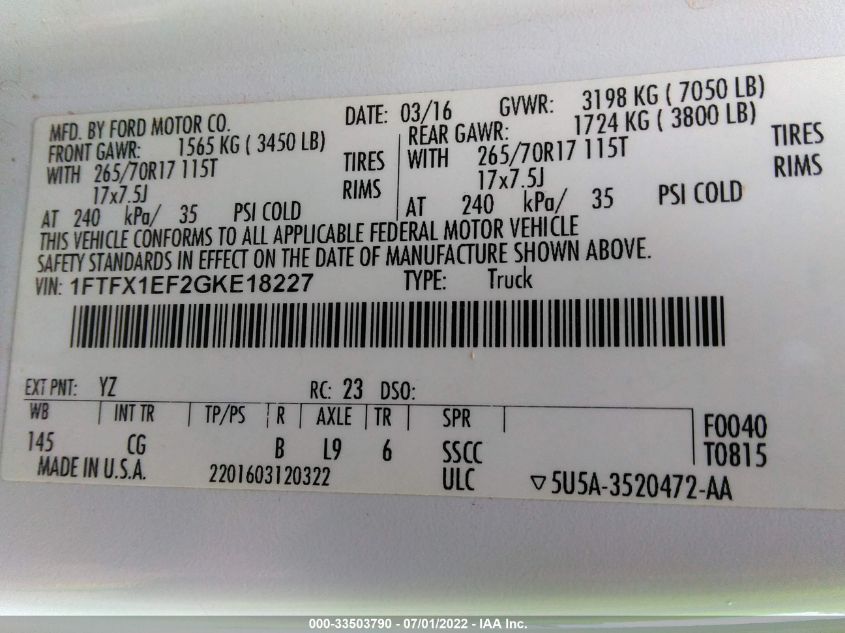 MFD. BY FORD MOTOR CO.
DATE: 03/16 GVWR: 3198 KG ( 7050 LB)
FRONT GAWR: 1565 KG ( 3450 LB)
REAR GAWR: 1724 KG ( 3800 LB)
WITH 265/70R17 115T TIRES
WITH 265/70R17 115T TIRES
17x7.5J RIMS
17x7.5J RIMS
AT 240 kPa/ 35 PSI COLD
AT 240 kPa/ 35 PSI COLD
THIS VEHICLE CONFORMS TO ALL APPLICABLE FEDERAL MOTOR VEHICLE
SAFETY STANDARDS IN EFFECT ON THE DATE OF MANUFACTURE SHOWN ABOVE.
VIN: 1FTFX1EF2GKE18227 TYPE: Truck
EXT PNT: YZ RC: 23 DSO:
WB INT TR TP/PS R AXLE TR SPR F0040
145 CG B L9 6 SSCC T0815
MADE IN U.S.A. 2201603120322 ULC ▽5U5A-3520472-AA
000-33503790 - 07/01/2022 - IAA Inc.